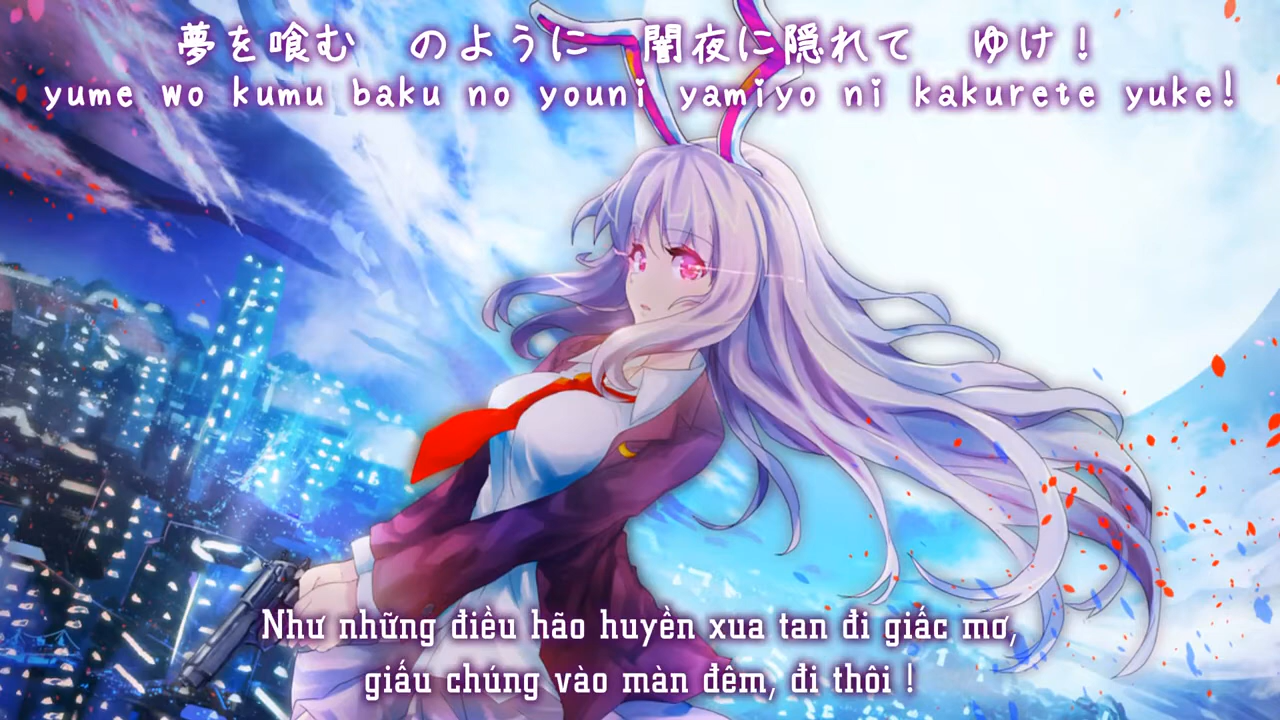 夢を喰む　のように　闇夜に隠れて　ゆけ！
yume wo kumu baku no youni yamiyo ni kakurete yuke!
Như những điều hão huyền xua tan đi giấc mơ,
giấu chúng vào màn đêm, đi thôi !